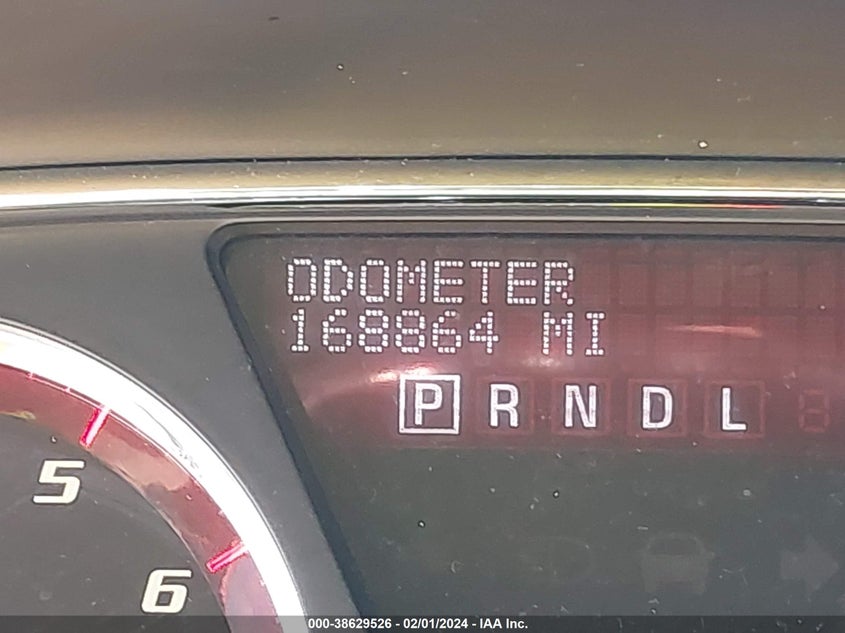 ODOMETER
168864 MI
P R N D L
5
6
000-38629526 - 02/01/2024 - IAA Inc.